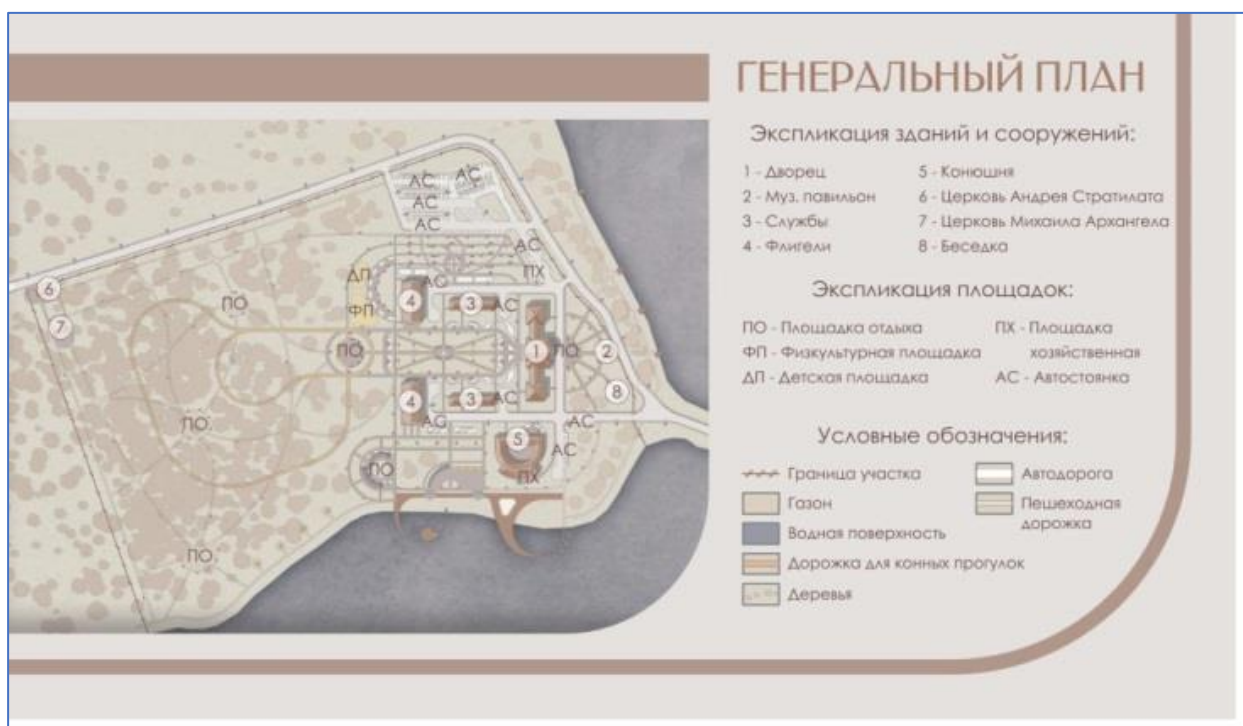 ГЕНЕРАЛЬНЫЙ ПЛАН
Экспликация зданий и сооружений:
1 - Дворец
2 - Муз. павильон
3 - Службы
4 - Флигели
5 - Конюшня
6 - Церковь Андрея Стратилата
7 - Церковь Михаила Архангела
8 - Беседка
Экспликация площадок:
ПО - Площадка отдыха
ФП - Физкультурная площадка
ДП - Детская площадка
ПХ - Площадка
хозяйственная
АС - Автостоянка
Условные обозначения:
Граница участка
Газон
Водная поверхность
Дорожка для конных прогулок
Деревья
Автодорога
Пешеходная
дорожка
АС АС
АС
АС
АС
ДП АС ПХ
6 ПО 4 3 АС
7 ФП
ПО 1 ПО 2
8
4 3 АС
ПО АС АС
5 АС
ПО ПХ
ПО